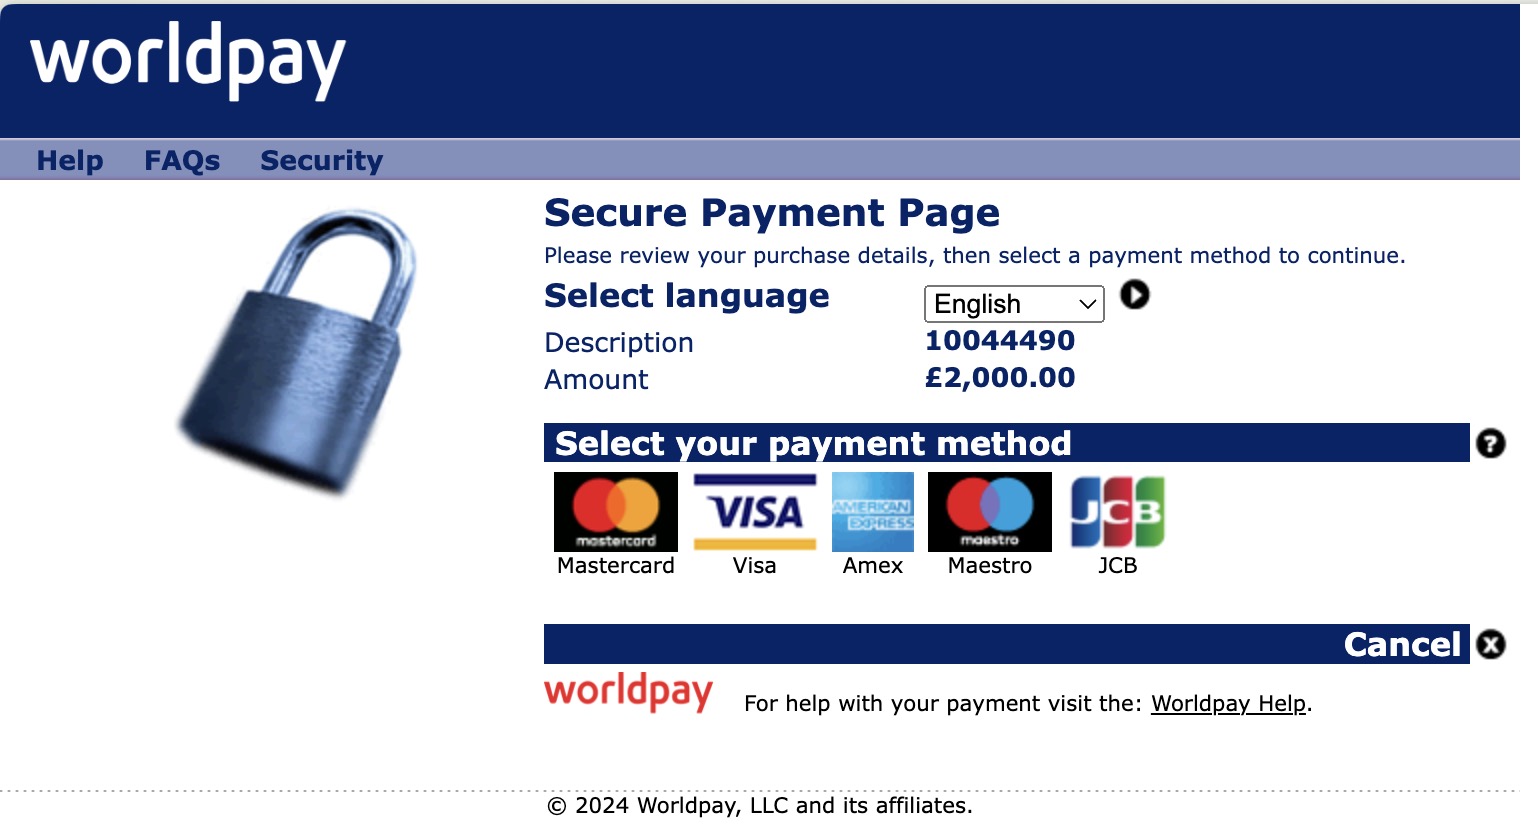 worldpay
Help FAQs Security
Secure Payment Page
Please review your purchase details, then select a payment method to continue.
Select language English
Description 10044490
Amount £2,000.00
Select your payment method ?
mastercard VISA AMERICAN EXPRESS maestro JCB
Mastercard Visa Amex Maestro JCB
Cancel X
worldpay For help with your payment visit the: Worldpay Help.
© 2024 Worldpay, LLC and its affiliates.